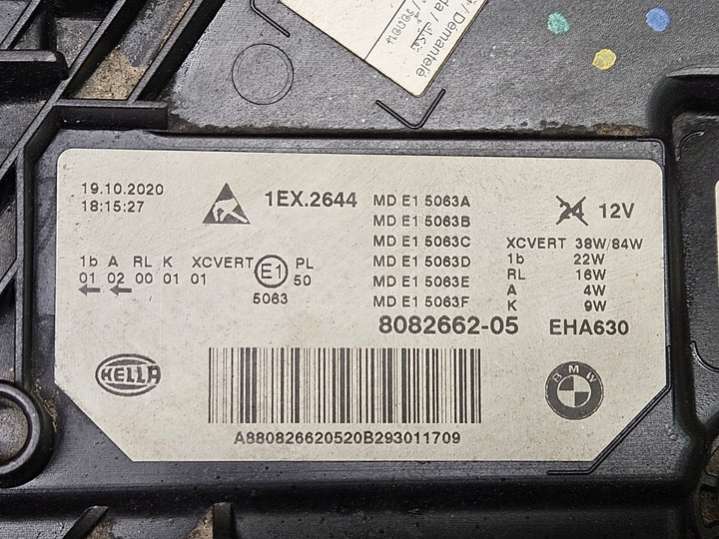 / Démantelé
19.10.2020
18:15:27
1EX.2644
MD E1 5063A
MD E1 5063B
MD E1 5063C
MD E1 5063D
MD E1 5063E
MD E1 5063F
24 12V
XCVERT 38W/84W
1b 22W
RL 16W
A 4W
K 9W
1b A RL K XCVERT
01 02 00 01 01
E1
5063
PL
50
8082662-05 EHA630
HELLA
BMW
A880826620520B293011709